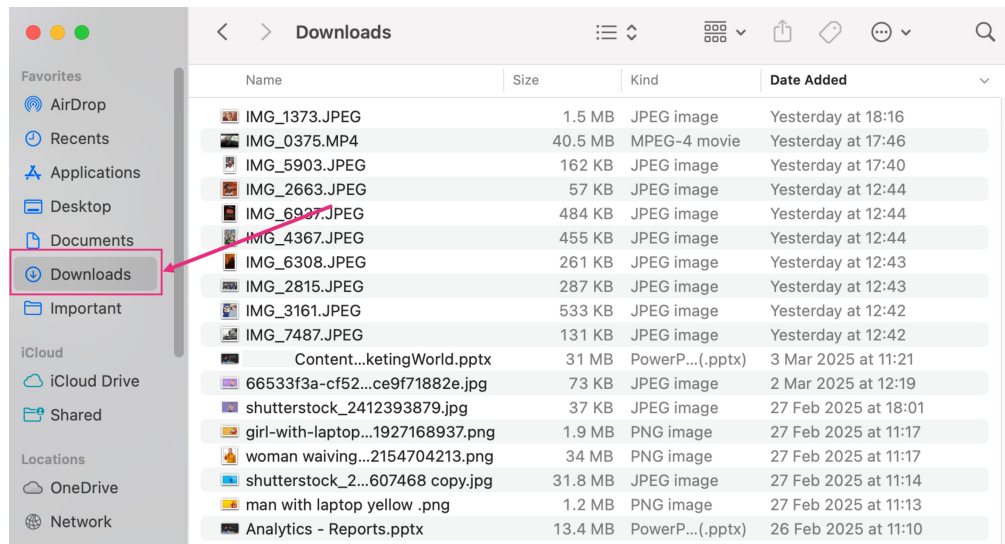 Downloads
Favorites
AirDrop
Recents
Applications
Desktop
Documents
Downloads
Important
iCloud
iCloud Drive
Shared
Locations
OneDrive
Network
Name Size Kind Date Added
IMG_1373.JPEG 1.5 MB JPEG image Yesterday at 18:16
IMG_0375.MP4 40.5 MB MPEG-4 movie Yesterday at 17:46
IMG_5903.JPEG 162 KB JPEG image Yesterday at 17:40
IMG_2663.JPEG 57 KB JPEG image Yesterday at 12:44
IMG_6937.JPEG 484 KB JPEG image Yesterday at 12:44
IMG_4367.JPEG 455 KB JPEG image Yesterday at 12:44
IMG_6308.JPEG 261 KB JPEG image Yesterday at 12:43
IMG_2815.JPEG 287 KB JPEG image Yesterday at 12:43
IMG_3161.JPEG 533 KB JPEG image Yesterday at 12:42
IMG_7487.JPEG 131 KB JPEG image Yesterday at 12:42
Content...ketingWorld.pptx 31 MB PowerP...(.pptx) 3 Mar 2025 at 11:21
66533f3a-cf52...ce9f71882e.jpg 73 KB JPEG image 2 Mar 2025 at 12:19
shutterstock_2412393879.jpg 37 KB JPEG image 27 Feb 2025 at 18:01
girl-with-laptop...1927168937.png 1.9 MB PNG image 27 Feb 2025 at 11:17
woman waiving...2154704213.png 34 MB PNG image 27 Feb 2025 at 11:17
shutterstock_2...607468 copy.jpg 31.8 MB JPEG image 27 Feb 2025 at 11:14
man with laptop yellow .png 1.2 MB PNG image 27 Feb 2025 at 11:13
Analytics - Reports.pptx 13.4 MB PowerP...(.pptx) 26 Feb 2025 at 11:10